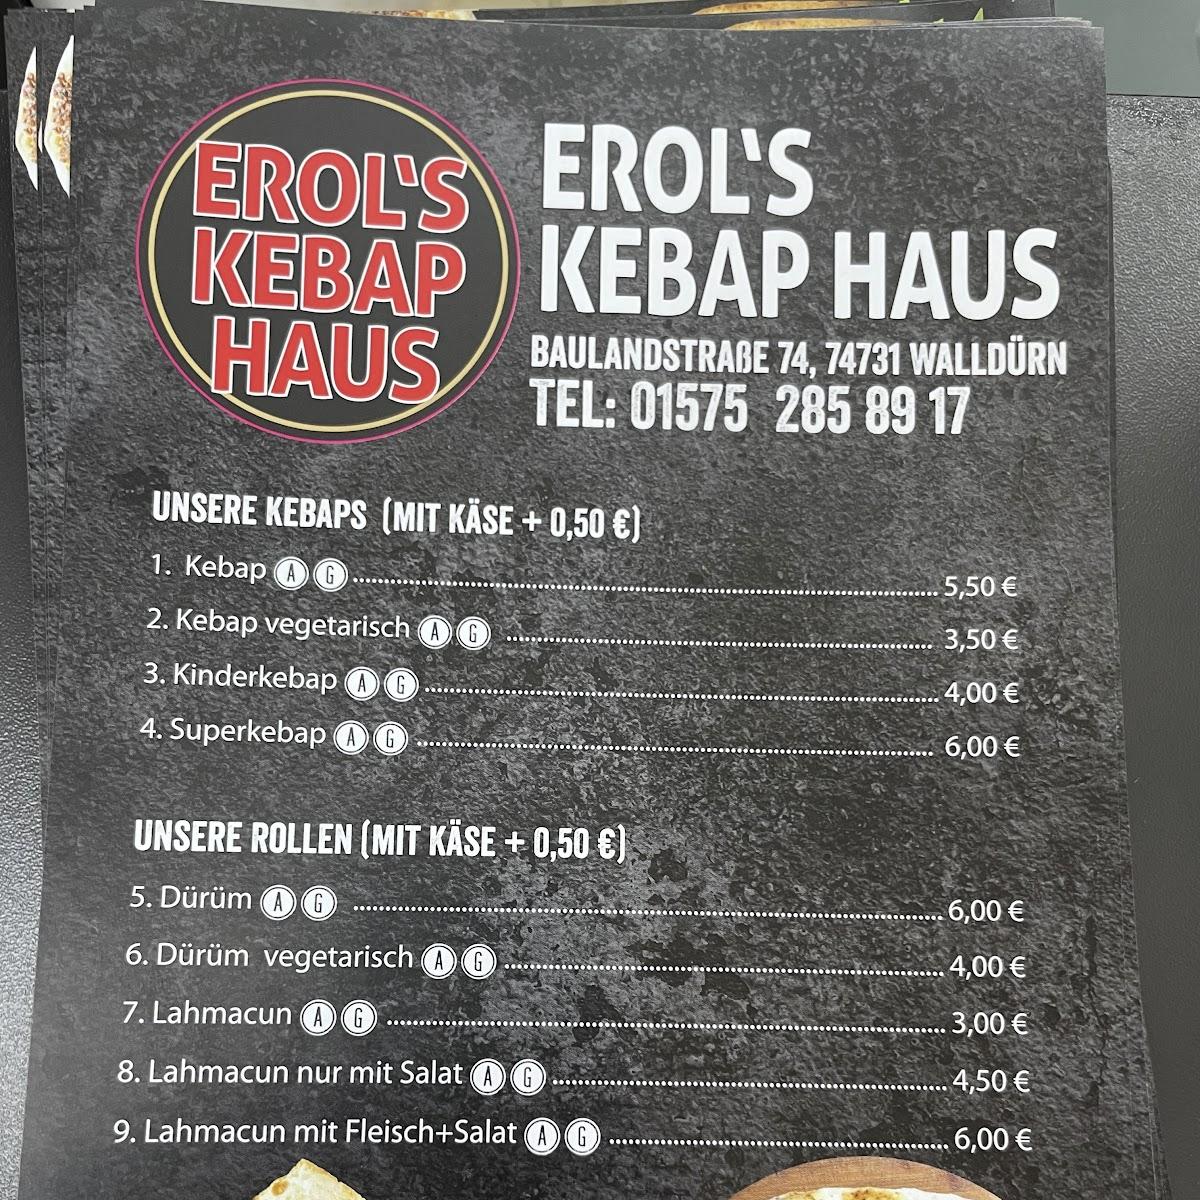 EROL'S
KEBAP
HAUS
EROL'S
KEBAP HAUS
BAULANDSTRAßE 74, 74731 WALLDÜRN
TEL: 01575 285 89 17
UNSERE KEBAPS (MIT KÄSE + 0,50 €)
1. Kebap A G 5,50 €
2. Kebap vegetarisch A G 3,50 €
3. Kinderkebap A G 4,00 €
4. Superkebap A G 6,00 €
UNSERE ROLLEN (MIT KÄSE + 0,50 €)
5. Dürüm A G 6,00 €
6. Dürüm vegetarisch A G 4,00 €
7. Lahmacun A G 3,00 €
8. Lahmacun nur mit Salat A G 4,50 €
9. Lahmacun mit Fleisch+Salat A G 6,00 €